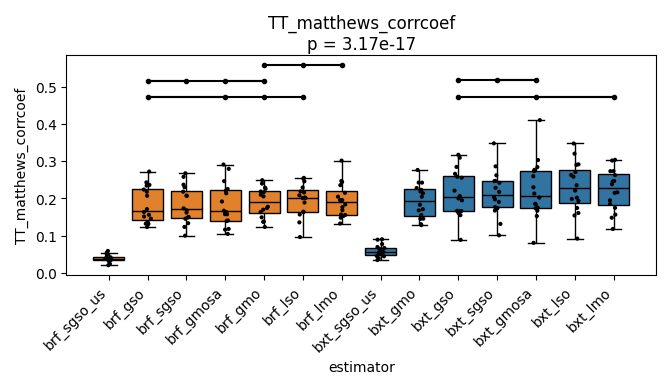 TT_matthews_corrcoef
p = 3.17e-17
TT_matthews_corrcoef
0.5
0.4
0.3
0.2
0.1
0.0
brf_sgso_us
brf_gso
brf_sgso
brf_gmosa
brf_gmo
brf_lso
brf_lmo
bxt_sgso_us
bxt_gmo
bxt_gso
bxt_sgso
bxt_gmosa
bxt_lso
bxt_lmo
estimator